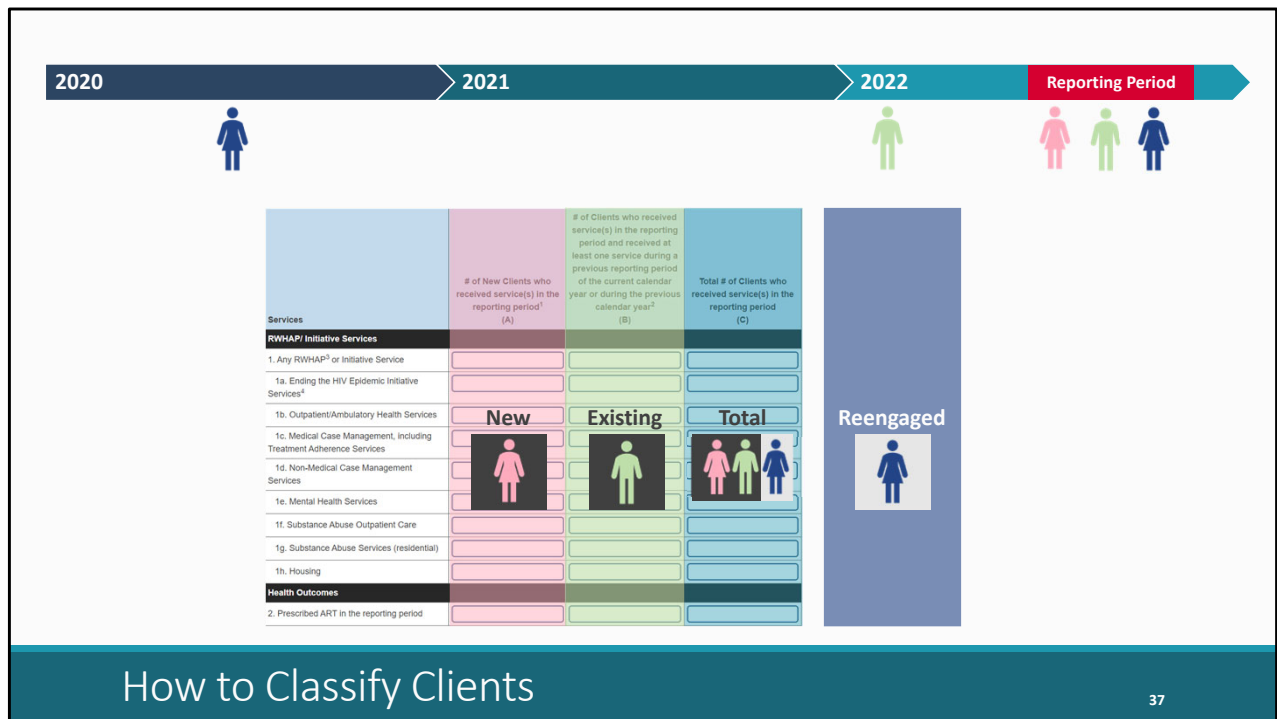 2020
2021
2022
Reporting Period
Services
# of New Clients who
received service(s) in the
reporting period1
(A)
# of Clients who received
service(s) in the reporting
period and received at
least one service during a
previous reporting period
of the current calendar
year or during the previous
calendar year2
(B)
Total # of Clients who
received service(s) in the
reporting period
(C)
RWHAP/ Initiative Services
1. Any RWHAP3 or Initiative Service
1a. Ending the HIV Epidemic Initiative
Services4
1b. Outpatient/Ambulatory Health Services
1c. Medical Case Management, including
Treatment Adherence Services
1d. Non-Medical Case Management
Services
1e. Mental Health Services
1f. Substance Abuse Outpatient Care
1g. Substance Abuse Services (residential)
1h. Housing
Health Outcomes
2. Prescribed ART in the reporting period
New
Existing
Total
Reengaged
How to Classify Clients
37